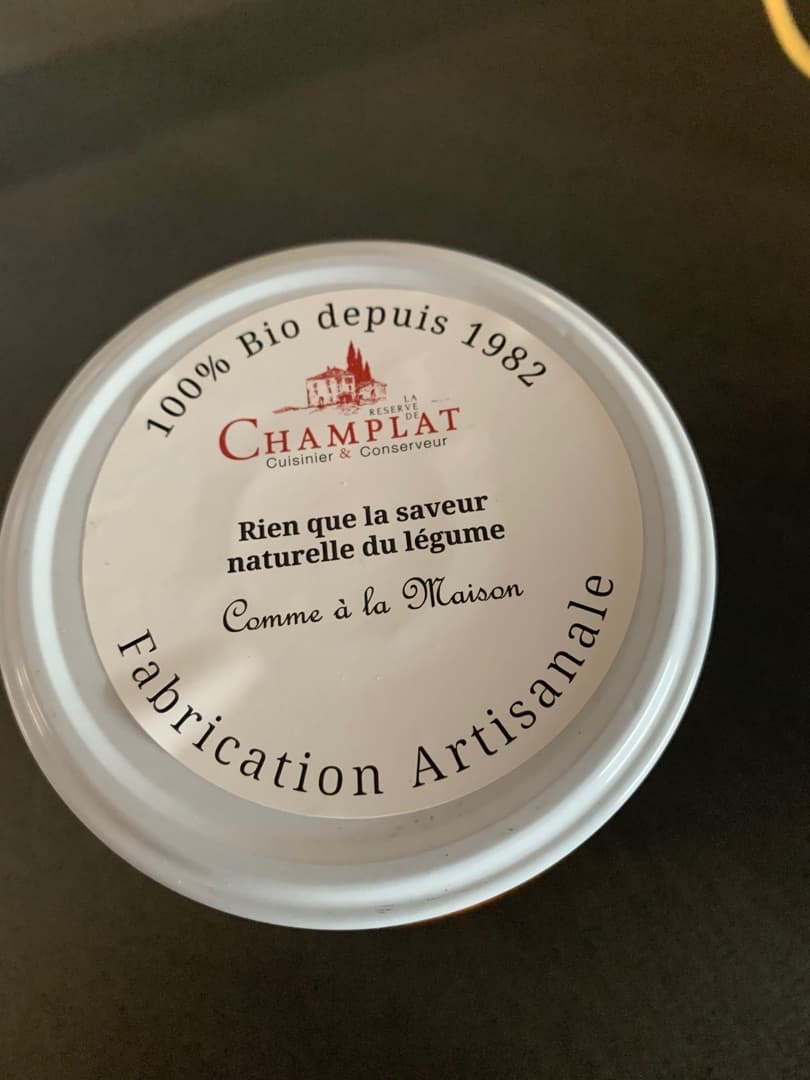 100% Bio depuis 1982
LA
RESERVE
DE
CHAMPLAT
Cuisinier & Conserveur
Rien que la saveur
naturelle du légume
Comme à la Maison
Fabrication Artisanale